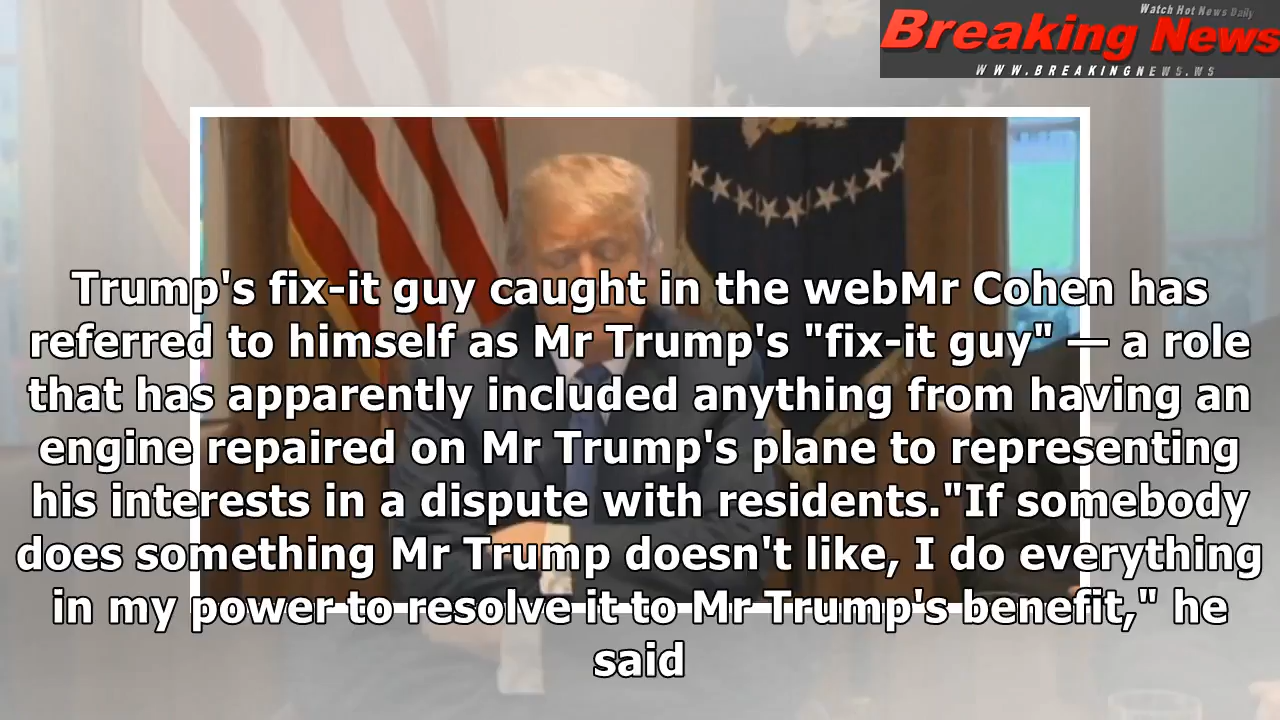 Watch Hot News Daily
Breaking News
WWW.BREAKINGNEWS.WS
Trump's fix-it guy caught in the webMr Cohen has
referred to himself as Mr Trump's "fix-it guy" — a role
that has apparently included anything from having an
engine repaired on Mr Trump's plane to representing
his interests in a dispute with residents."If somebody
does something Mr Trump doesn't like, I do everything
in my power to resolve it to Mr Trump's benefit," he
said